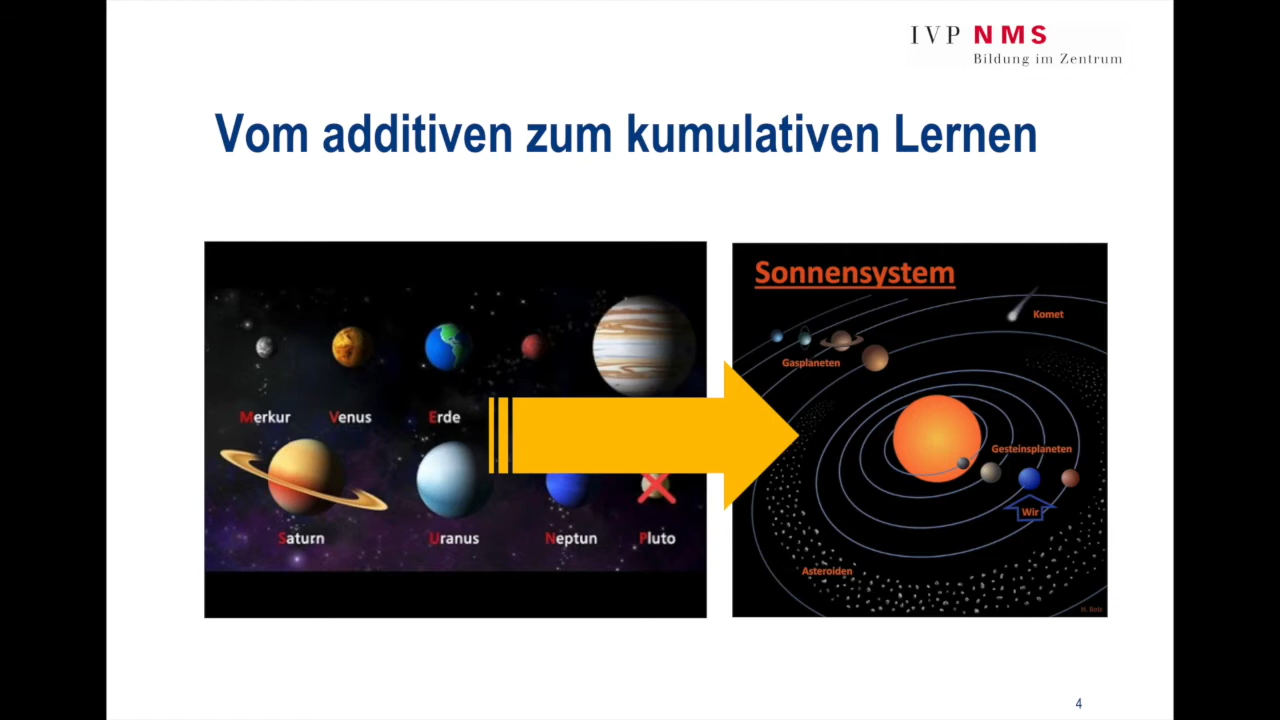 IVP NMS
Bildung im Zentrum
Vom additiven zum kumulativen Lernen
Merkur Venus Erde
Saturn Uranus Neptun Pluto
Sonnensystem
Komet
Gasplaneten
Gesteinsplaneten
Wir
Asteroiden
4